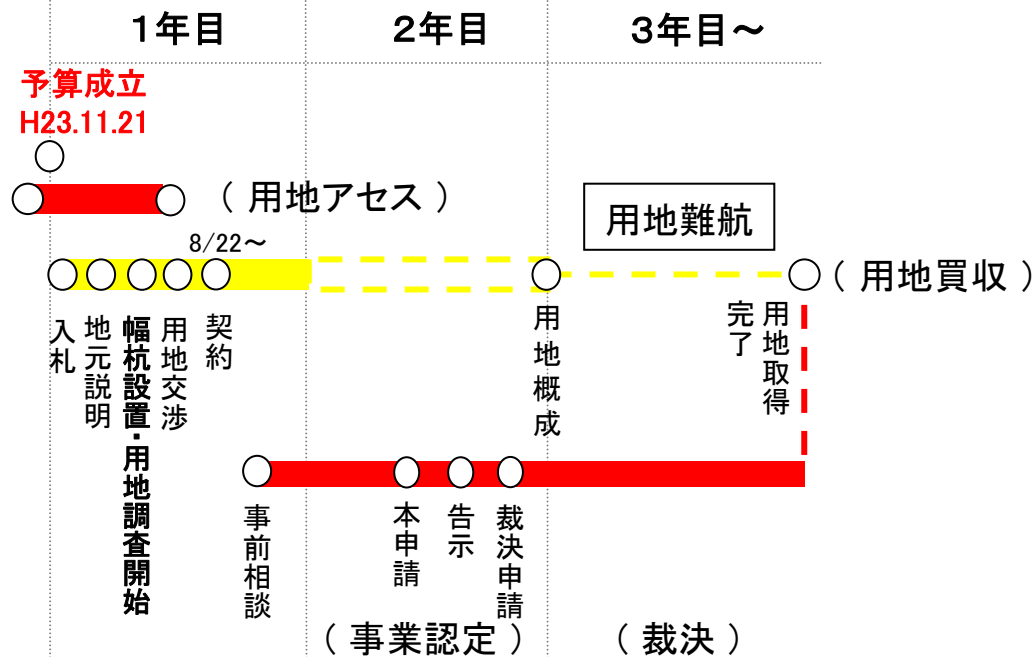 1年目
2年目
3年目～
予算成立
H23.11.21
（ 用地アセス ）
用地難航
8/22～
（ 用地買収 ）
入札
地元説明
幅杭設置・用地調査開始
用地交渉
契約
用地概成
用地取得
完了
事前相談
本申請
告示
裁決申請
（ 事業認定 ）
（ 裁決 ）